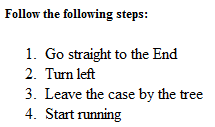 Follow the following steps:
1. Go straight to the End
2. Turn left
3. Leave the case by the tree
4. Start running